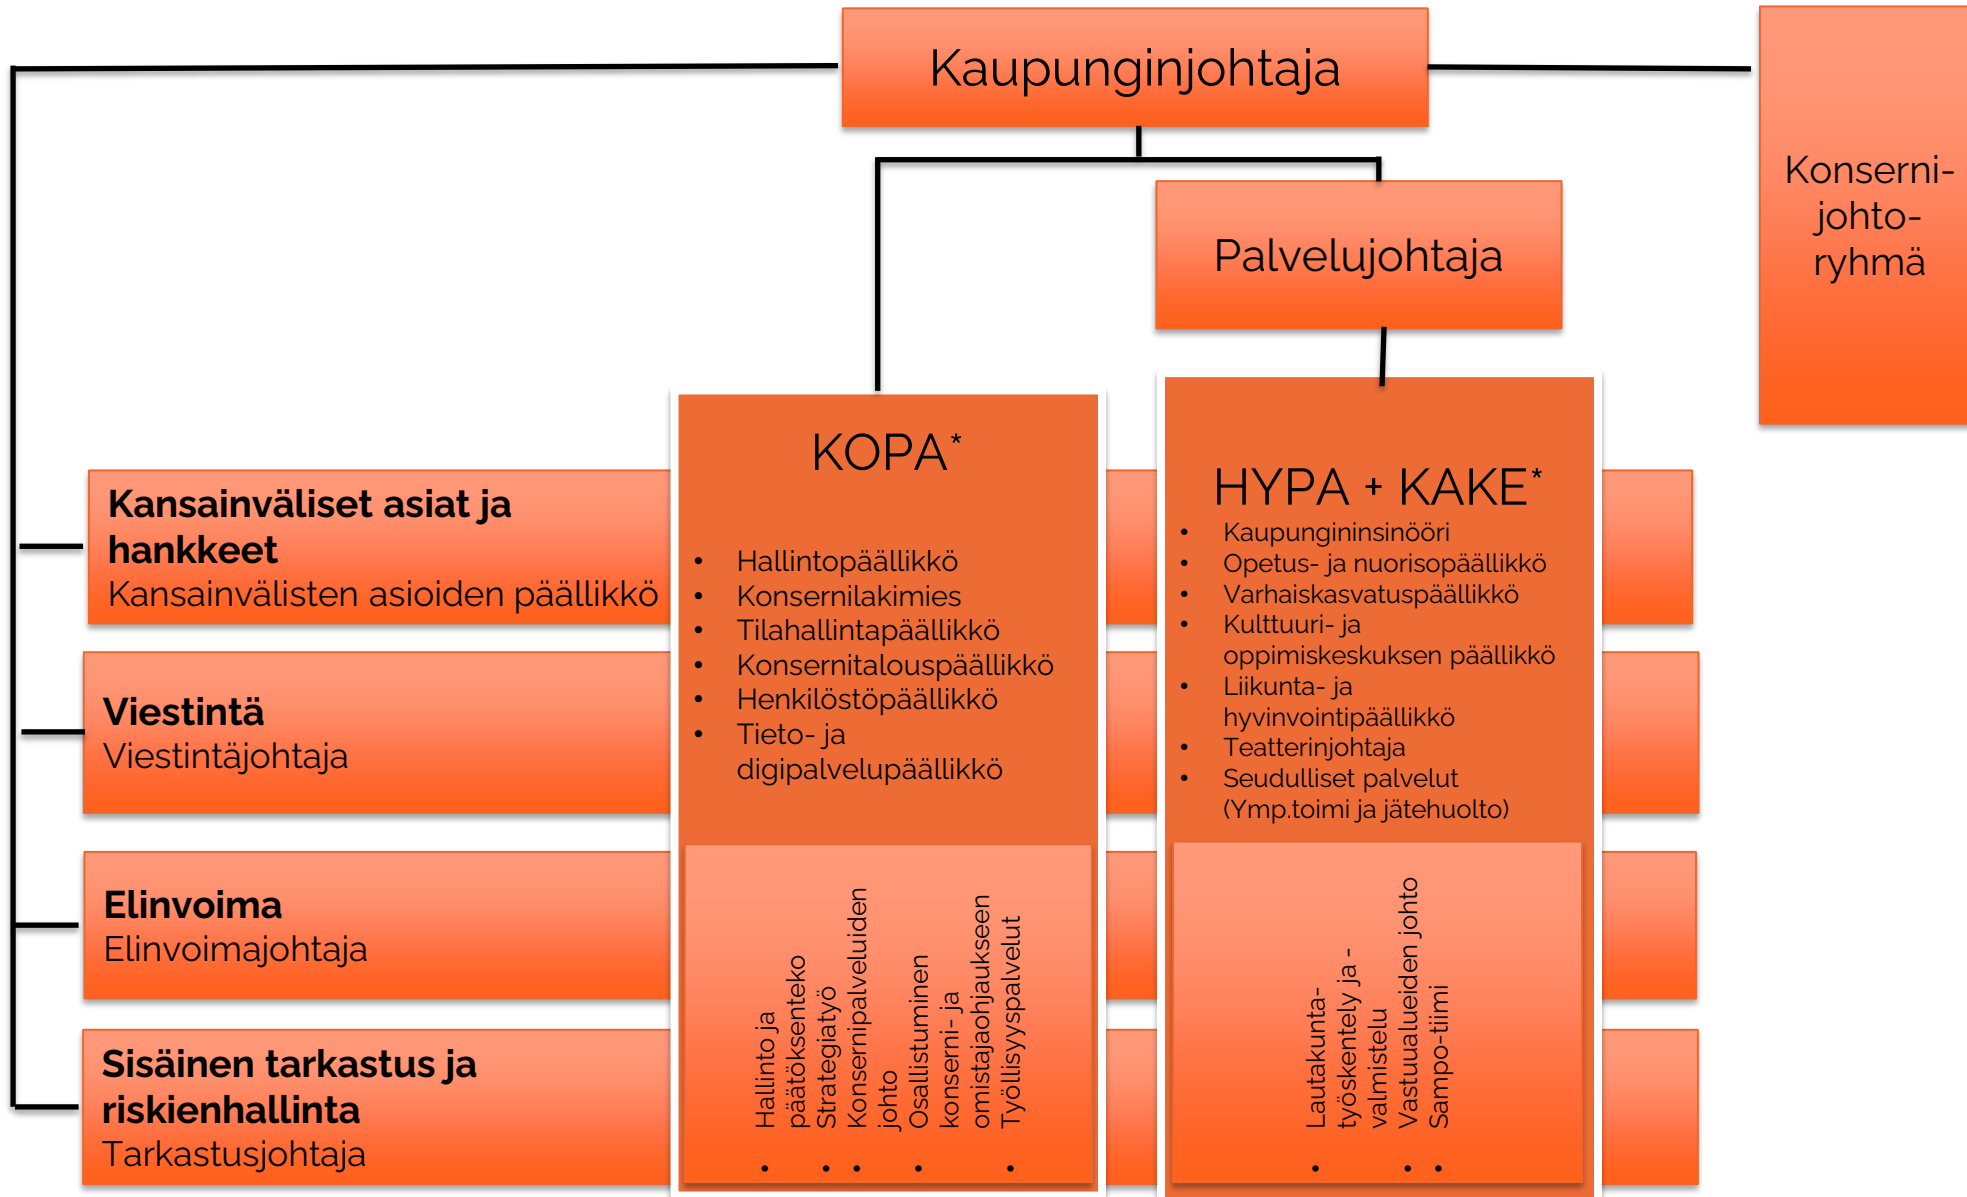 Kaupunginjohtaja
Konserni-
johto-
ryhmä
Palvelujohtaja
Kansainväliset asiat ja
hankkeet
Kansainvälisten asioiden päällikkö
Viestintä
Viestintäjohtaja
Elinvoima
Elinvoimajohtaja
Sisäinen tarkastus ja
riskienhallinta
Tarkastusjohtaja
KOPA*
• Hallintopäällikkö
• Konsernilakimies
• Tilahallintapäällikkö
• Konsernitalouspäällikkö
• Henkilöstöpäällikkö
• Tieto- ja
digipalvelupäällikkö
• Hallinto ja
päätöksenteko
• Strategiatyö
• Konsernipalveluiden
johto
• Osallistuminen
konserni- ja
omistajaohjaukseen
• Työllisyyspalvelut
HYPA + KAKE*
• Kaupungininsinööri
• Opetus- ja nuorisopäällikkö
• Varhaiskasvatuspäällikkö
• Kulttuuri- ja
oppimiskeskuksen päällikkö
• Liikunta- ja
hyvinvointipäällikkö
• Teatterinjohtaja
• Seudulliset palvelut
(Ymp.toimi ja jätehuolto)
• Lautakunta-
työskentely ja -
valmistelu
• Vastuualueiden johto
• Sampo-tiimi